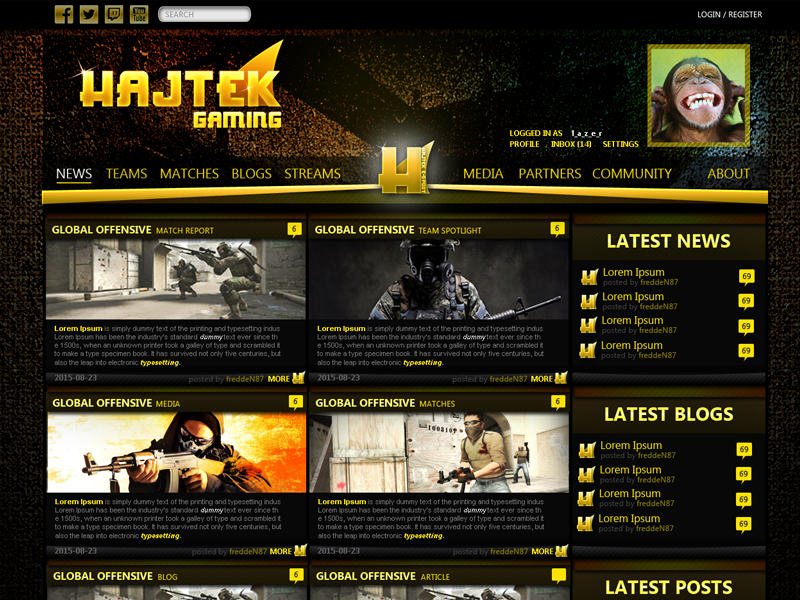 You
Tube
SEARCH
LOGIN / REGISTER
HAJTEK
GAMING
LOGGED IN AS l_a_z_e_r
PROFILE . INBOX (14) . SETTINGS
NEWS TEAMS MATCHES BLOGS STREAMS H MEDIA PARTNERS COMMUNITY ABOUT
GLOBAL OFFENSIVE MATCH REPORT 6
Lorem Ipsum is simply dummy text of the printing and typesetting indus
Lorem Ipsum has been the industry's standard dummy text ever since th
e 1500s, when an unknown printer took a galley of type and scrambled it
to make a type specimen book. It has survived not only five centuries, but
also the leap into electronic typesetting.
2015-08-23 posted by freddeN87 MORE
GLOBAL OFFENSIVE TEAM SPOTLIGHT 6
Lorem Ipsum is simply dummy text of the printing and typesetting indus
Lorem Ipsum has been the industry's standard dummy text ever since th
e 1500s, when an unknown printer took a galley of type and scrambled it
to make a type specimen book. It has survived not only five centuries, but
also the leap into electronic typesetting.
2015-08-23 posted by freddeN87 MORE
LATEST NEWS
Lorem Ipsum
posted by freddeN87 69
Lorem Ipsum
posted by freddeN87 69
Lorem Ipsum
posted by freddeN87 69
Lorem Ipsum
posted by freddeN87 69
GLOBAL OFFENSIVE MEDIA 6
Lorem Ipsum is simply dummy text of the printing and typesetting indus
Lorem Ipsum has been the industry's standard dummy text ever since th
e 1500s, when an unknown printer took a galley of type and scrambled it
to make a type specimen book. It has survived not only five centuries, but
also the leap into electronic typesetting.
2015-08-23 posted by freddeN87 MORE
GLOBAL OFFENSIVE MATCHES 6
Lorem Ipsum is simply dummy text of the printing and typesetting indus
Lorem Ipsum has been the industry's standard dummy text ever since th
e 1500s, when an unknown printer took a galley of type and scrambled it
to make a type specimen book. It has survived not only five centuries, but
also the leap into electronic typesetting.
2015-08-23 posted by freddeN87 MORE
LATEST BLOGS
Lorem Ipsum
posted by freddeN87 69
Lorem Ipsum
posted by freddeN87 69
Lorem Ipsum
posted by freddeN87 69
Lorem Ipsum
posted by freddeN87 69
GLOBAL OFFENSIVE BLOG 6
GLOBAL OFFENSIVE ARTICLE
LATEST POSTS